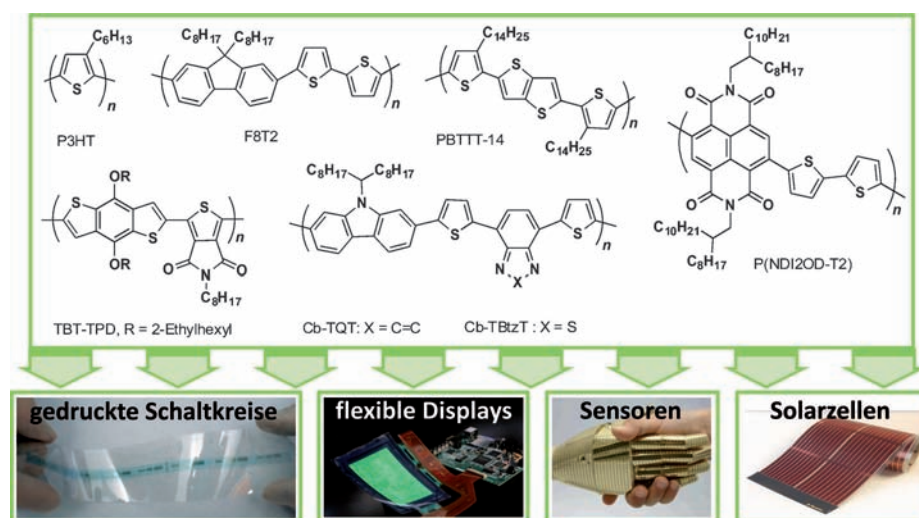 C6H13
S
n
P3HT
C8H17 C8H17
S
S
n
F8T2
C14H25
S
S
S
S
n
C14H25
PBTTT-14
C10H21
C8H17
O N O
S
S
n
O N O
C10H21
C8H17
P(NDI2OD-T2)
OR
S
S
S
n
OR
O N O
C8H17
TBT-TPD, R = 2-Ethylhexyl
C8H17 C8H17
N
S
S
n
N N
X
Cb-TQT: X = C=C
Cb-TBtzT : X = S
gedruckte Schaltkreise
flexible Displays
Sensoren
Solarzellen